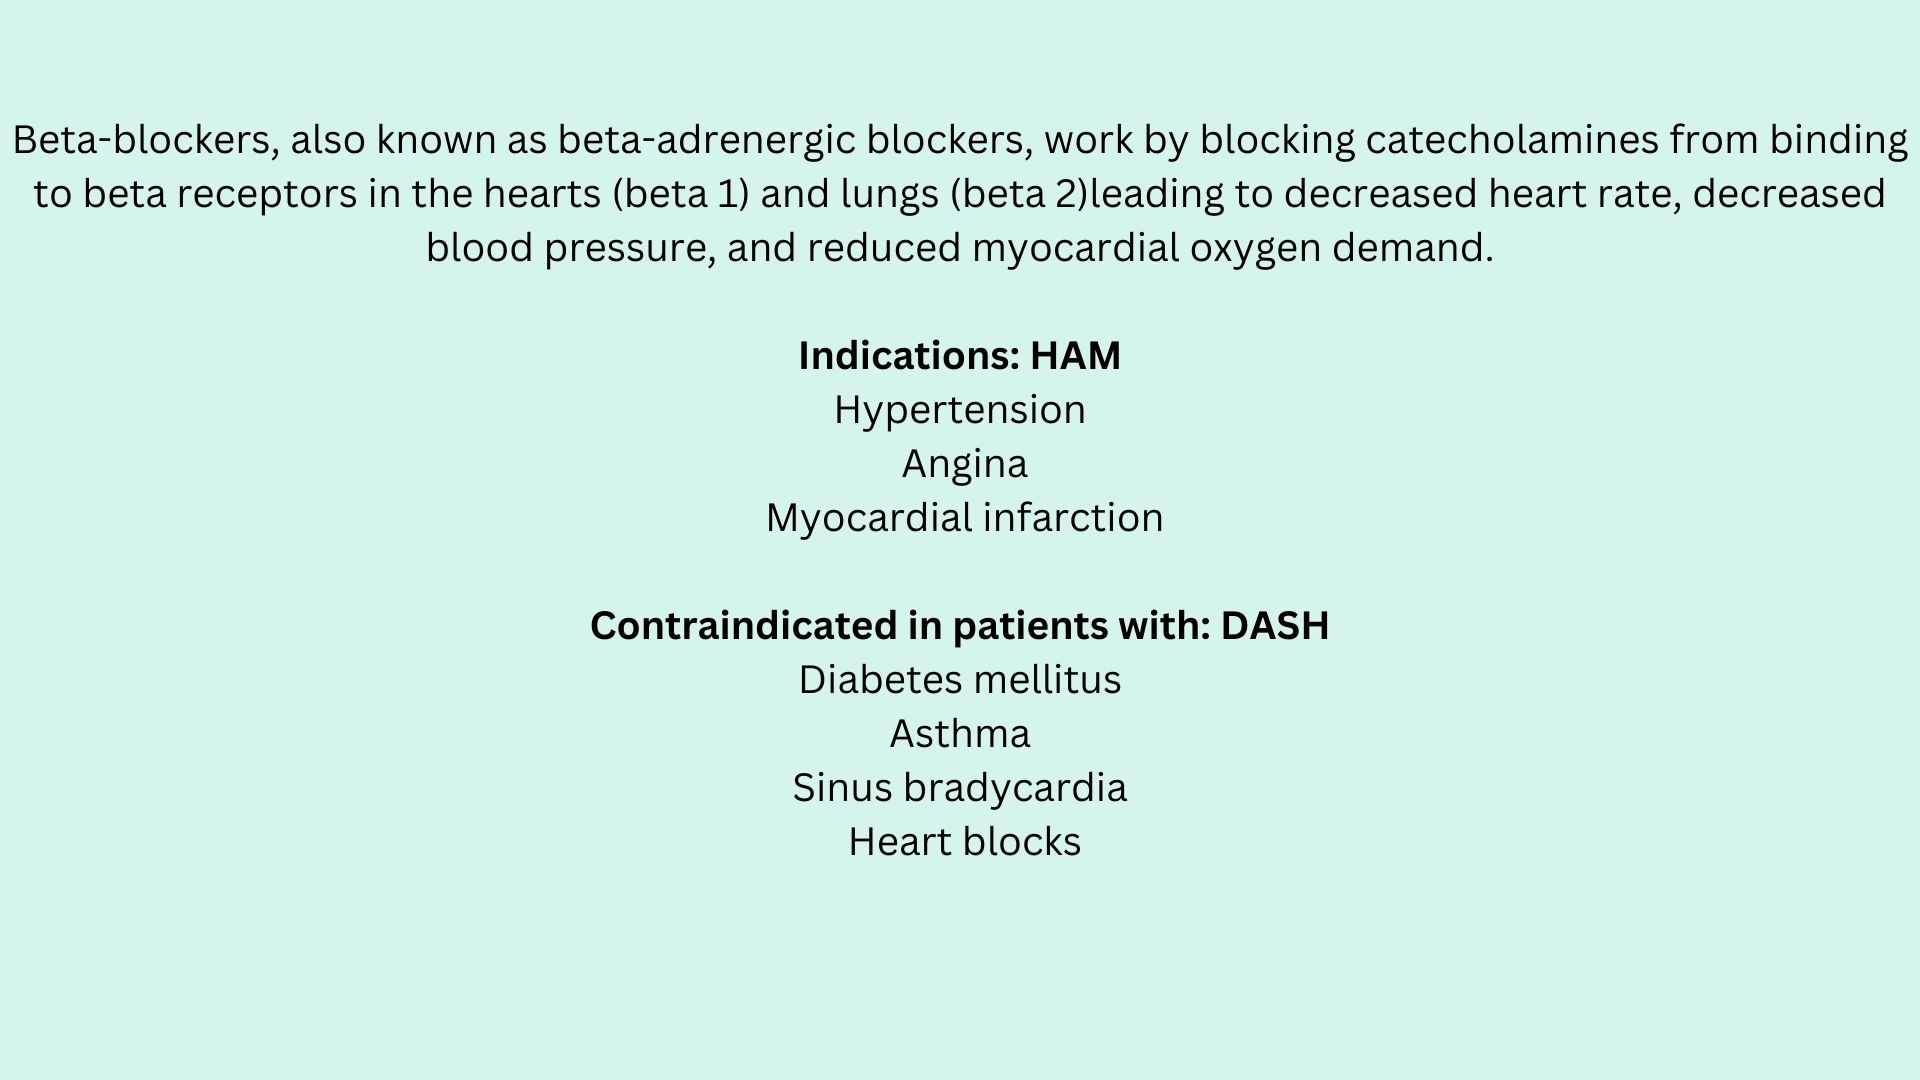 Beta-blockers, also known as beta-adrenergic blockers, work by blocking catecholamines from binding
to beta receptors in the hearts (beta 1) and lungs (beta 2)leading to decreased heart rate, decreased
blood pressure, and reduced myocardial oxygen demand.
Indications: HAM
Hypertension
Angina
Myocardial infarction
Contraindicated in patients with: DASH
Diabetes mellitus
Asthma
Sinus bradycardia
Heart blocks